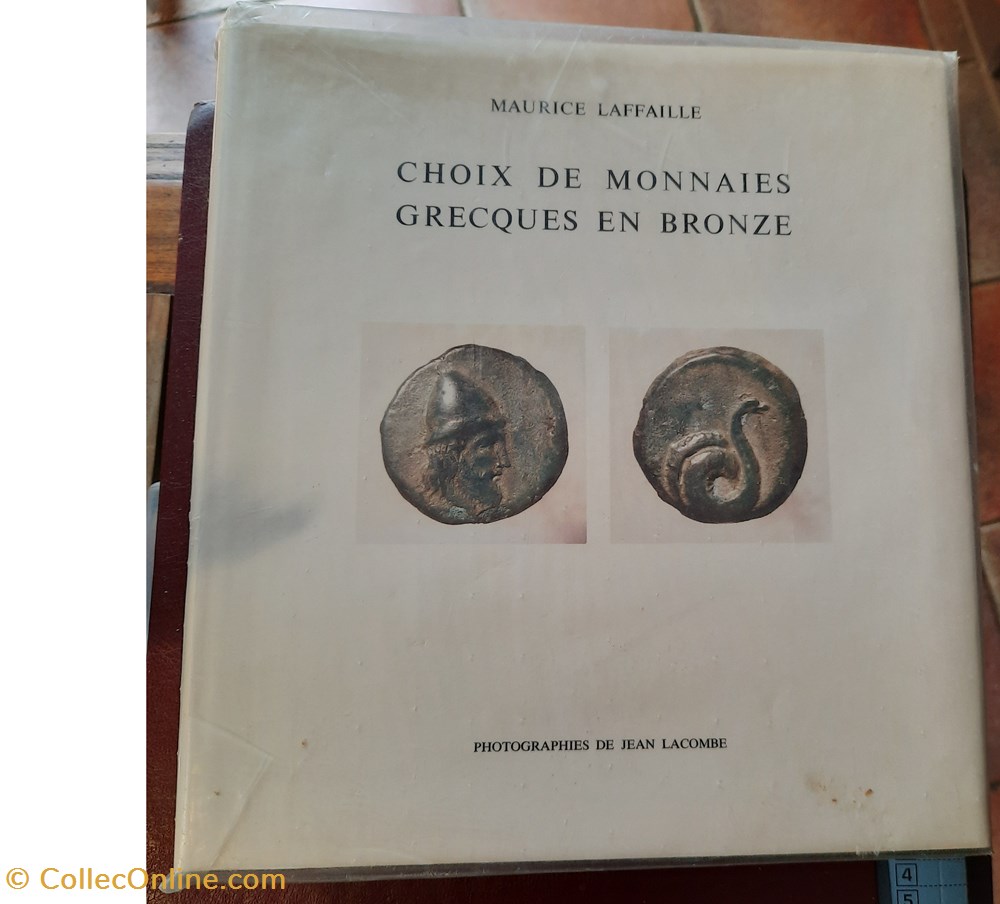 MAURICE LAFFAILLE
CHOIX DE MONNAIES
GRECQUES EN BRONZE
PHOTOGRAPHIES DE JEAN LACOMBE
4
5
© CollecOnline.com